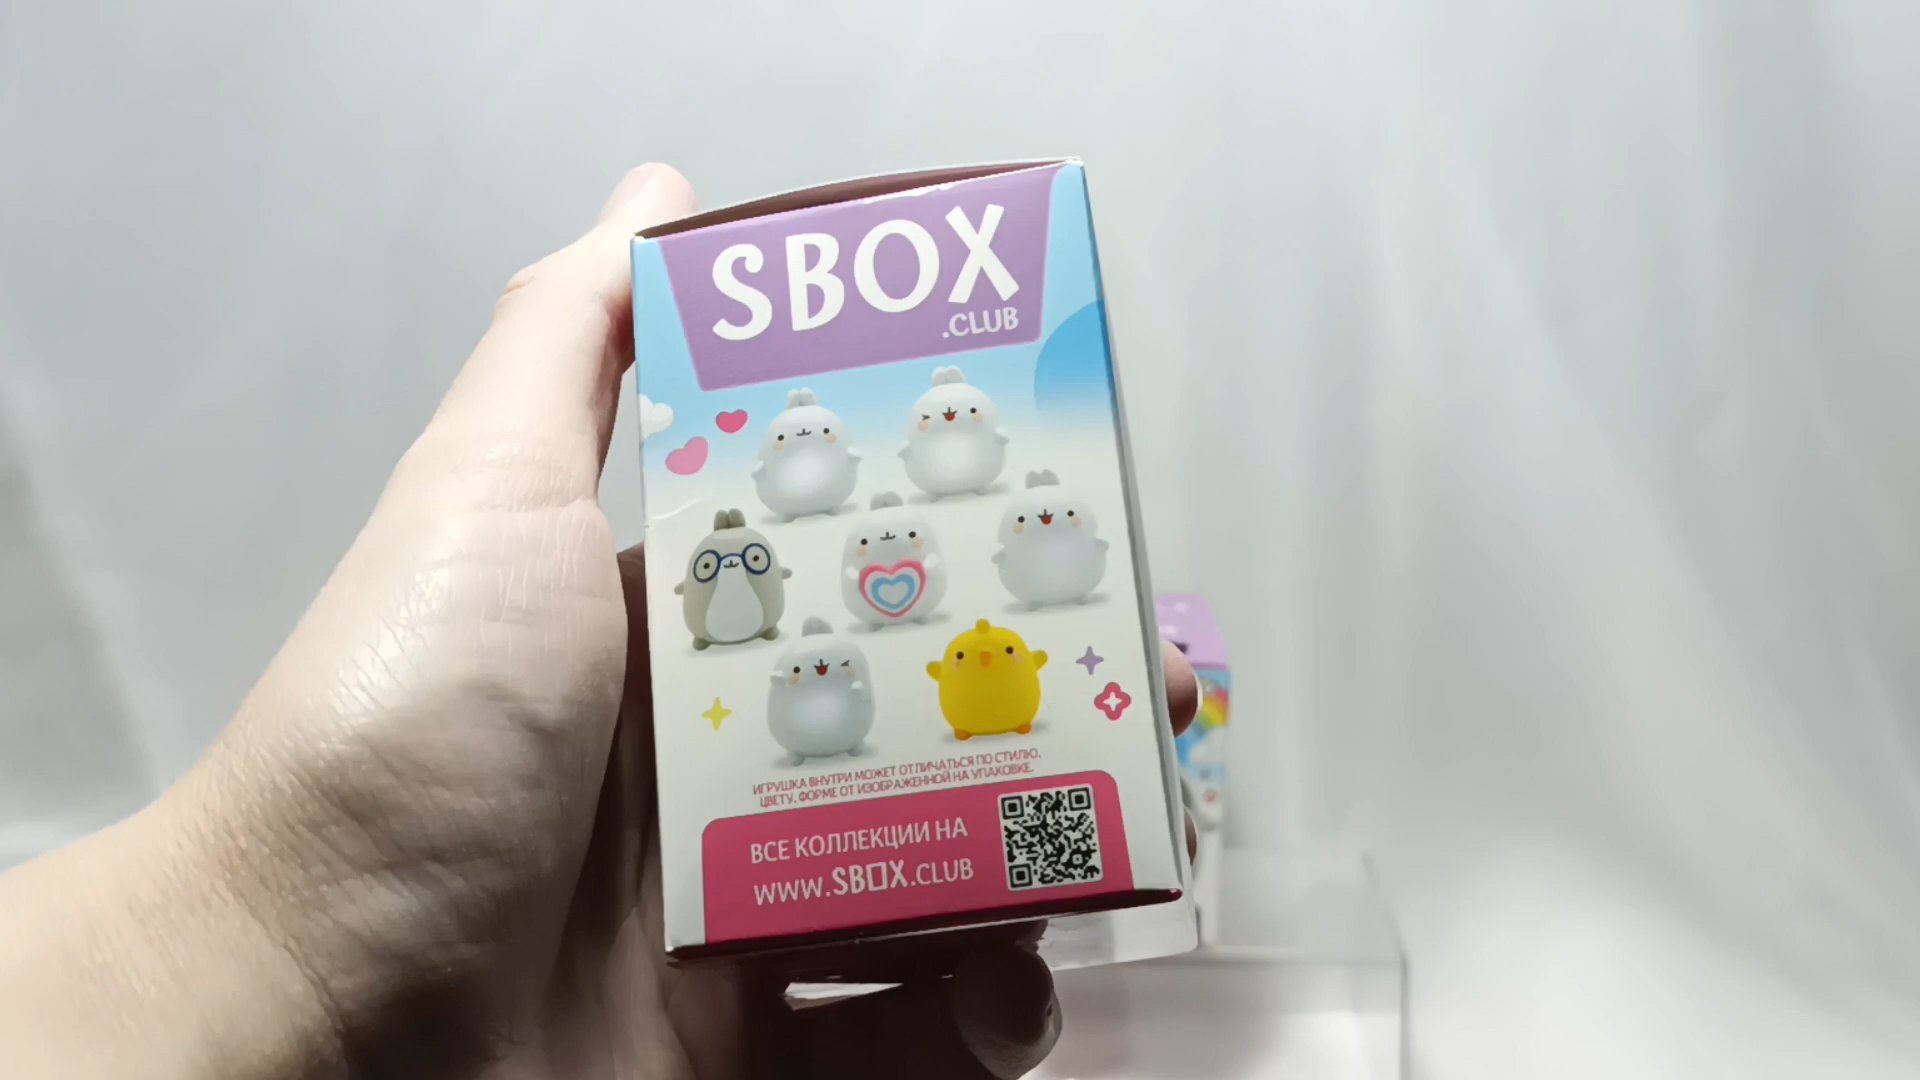 SBOX
.CLUB
ИГРУШКА ВНУТРИ МОЖЕТ ОТЛИЧАТЬСЯ ПО СТИЛЮ,
ЦВЕТУ, ФОРМЕ ОТ ИЗОБРАЖЕННОЙ НА УПАКОВКЕ.
ВСЕ КОЛЛЕКЦИИ НА
WWW.SBOX.CLUB